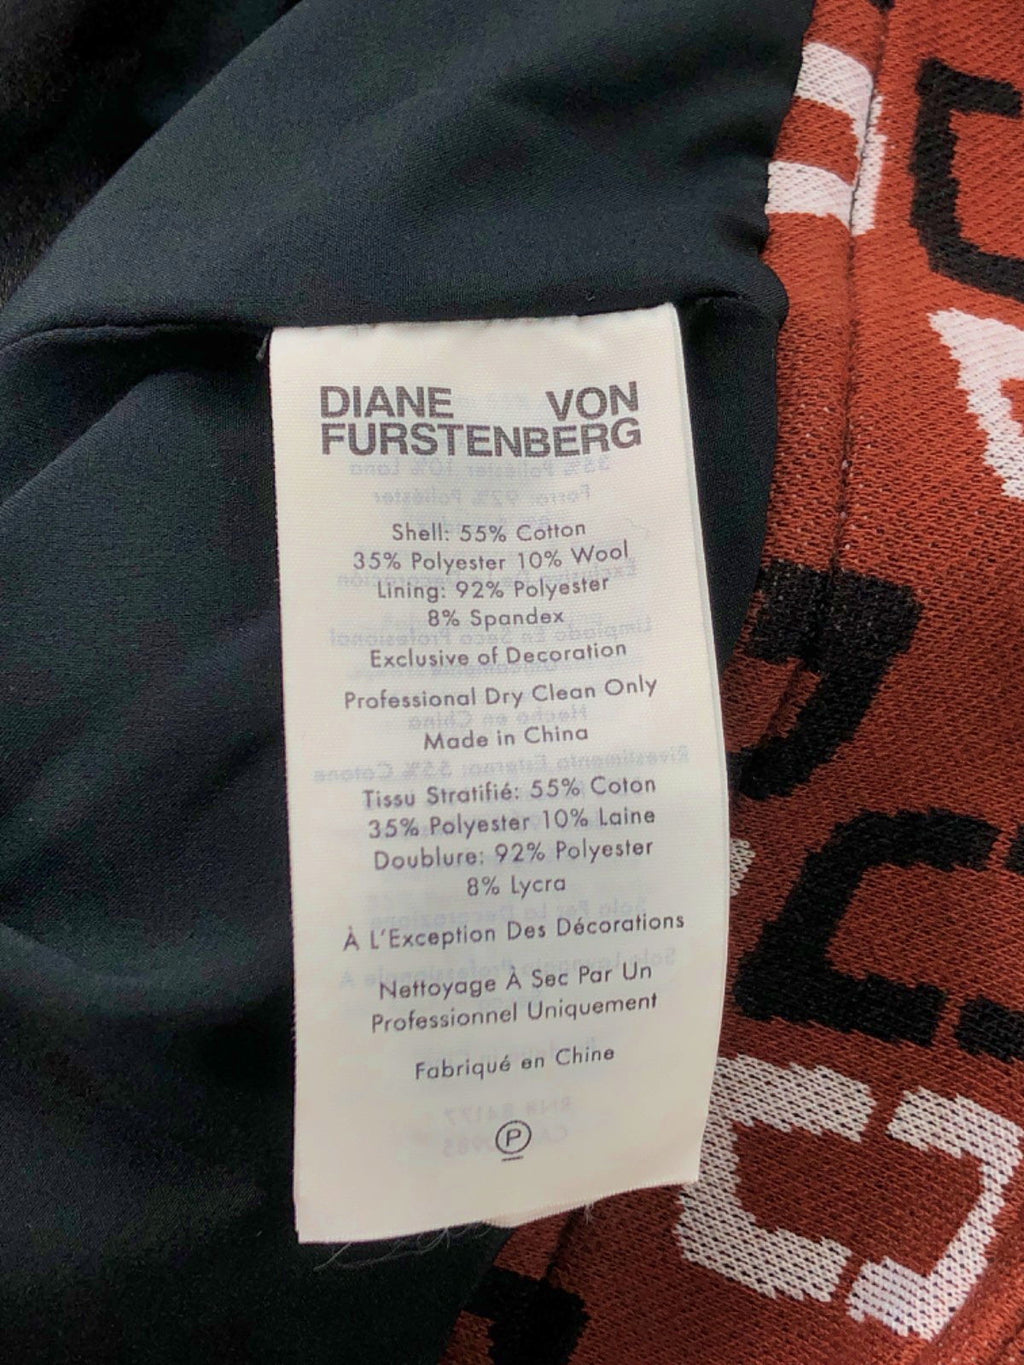 DIANE VON
FURSTENBERG
Shell: 55% Cotton
35% Polyester 10% Wool
Lining: 92% Polyester
8% Spandex
Exclusive of Decoration
Professional Dry Clean Only
Made in China
Tissu Stratifié: 55% Coton
35% Polyester 10% Laine
Doublure: 92% Polyester
8% Lycra
À L'Exception Des Décorations
Nettoyage À Sec Par Un
Professionnel Uniquement
Fabriqué en Chine
P